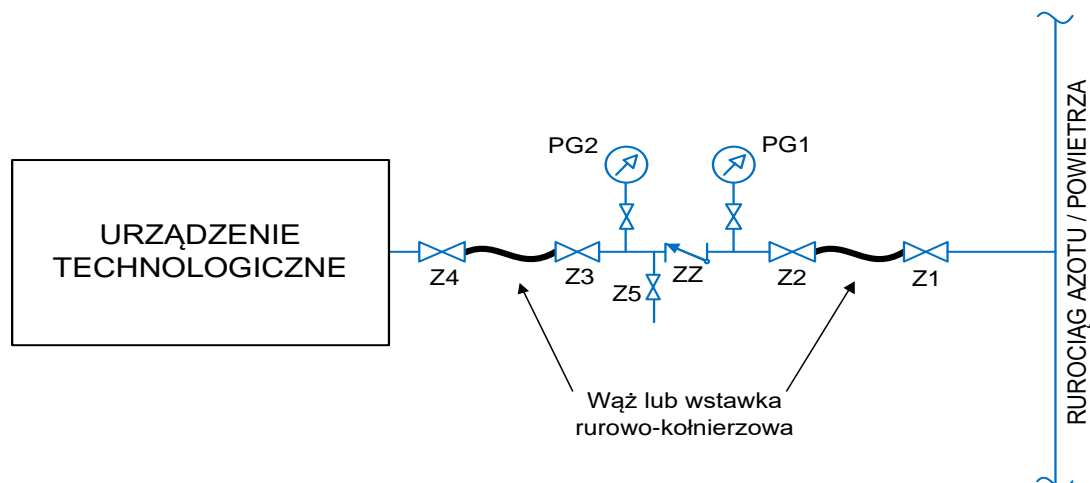 PG2
PG1
URZĄDZENIE
TECHNOLOGICZNE
Z4
Z3
Z5
ZZ
Z2
Z1
Wąż lub wstawka
rurowo-kołnierzowa
RUROCIĄG AZOTU / POWIETRZA